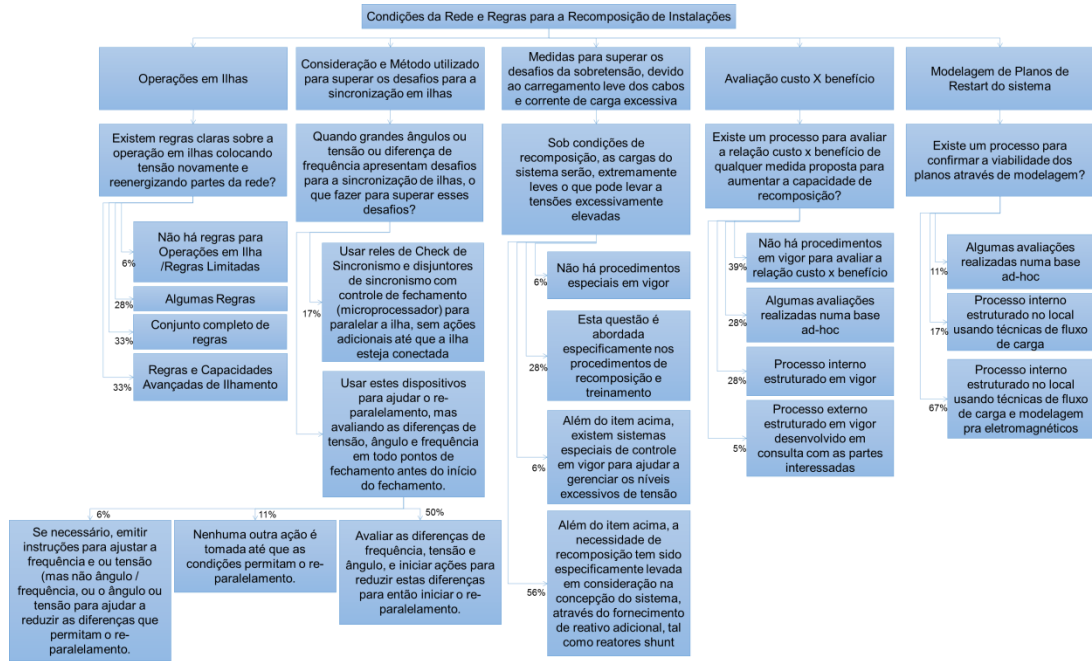 Condições da Rede e Regras para a Recomposição de Instalações
Operações em Ilhas
Existem regras claras sobre a
operação em ilhas colocando
tensão novamente e
reenergizando partes da rede?
Não há regras para
Operações em Ilha
/Regras Limitadas
6%
Algumas Regras
28%
Conjunto completo de
regras
33%
Regras e Capacidades
Avançadas de Ilhamento
33%
Consideração e Método utilizado
para superar os desafios para a
sincronização em ilhas
Quando grandes ângulos ou
tensão ou diferença de
frequência apresentam desafios
para a sincronização de ilhas, o
que fazer para superar esses
desafios?
Usar reles de Check de
Sincronismo e disjuntores
de sincronismo com
controle de fechamento
(microprocessador) para
paralelar a ilha, sem ações
adicionais até que a ilha
esteja conectada
17%
Usar estes dispositivos
para ajudar o re-
paralelamento, mas
avaliando as diferenças de
tensão, ângulo e frequência
em todo pontos de
fechamento antes do início
do fechamento.
6%
Se necessário, emitir
instruções para ajustar a
frequência e ou tensão
(mas não ângulo /
frequência, ou o ângulo ou
tensão para ajudar a
reduzir as diferenças que
permitam o re-
paralelamento.
11%
Nenhuma outra ação é
tomada até que as
condições permitam o re-
paralelamento.
50%
Avaliar as diferenças de
frequência, tensão e
ângulo, e iniciar ações para
reduzir estas diferenças
para então iniciar o re-
paralelamento.
Medidas para superar os
desafios da sobretensão, devido
ao carregamento leve dos cabos
e corrente de carga excessiva
Sob condições de
recomposição, as cargas do
sistema serão, extremamente
leves o que pode levar a
tensões excessivamente
elevadas
Não há procedimentos
especiais em vigor
6%
Esta questão é
abordada
especificamente nos
procedimentos de
recomposição e
treinamento
28%
Além do item acima,
existem sistemas
especiais de controle
em vigor para ajudar a
gerenciar os níveis
excessivos de tensão
6%
Além do item acima, a
necessidade de
recomposição tem sido
especificamente levada
em consideração na
concepção do sistema,
através do fornecimento
de reativo adicional, tal
como reatores shunt
56%
Avaliação custo X benefício
Existe um processo para avaliar
a relação custo x benefício de
qualquer medida proposta para
aumentar a capacidade de
recomposição?
Não há procedimentos
em vigor para avaliar a
relação custo x benefício
39%
Algumas avaliações
realizadas numa base
ad-hoc
28%
Processo interno
estruturado em vigor
28%
Processo externo
estruturado em vigor
desenvolvido em
consulta com as partes
interessadas
5%
Modelagem de Planos de
Restart do sistema
Existe um processo para
confirmar a viabilidade dos
planos através de modelagem?
Algumas avaliações
realizadas numa base
ad-hoc
11%
Processo interno
estruturado no local
usando técnicas de fluxo
de carga
17%
Processo interno
estruturado no local
usando técnicas de fluxo
de carga e modelagem
pra eletromagnéticos
67%